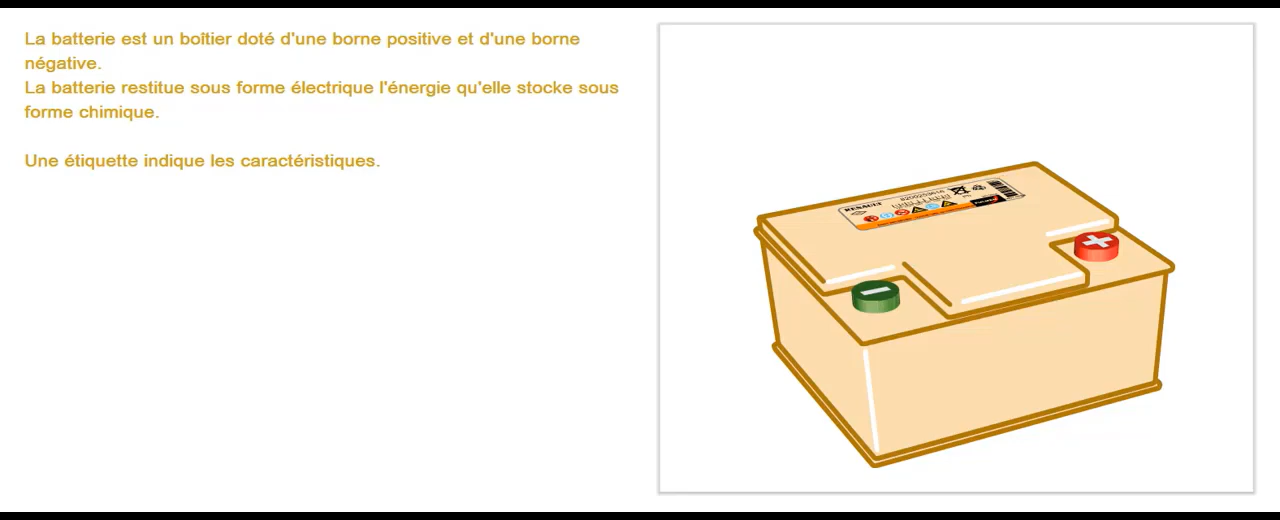 La batterie est un boîtier doté d'une borne positive et d'une borne
négative.
La batterie restitue sous forme électrique l'énergie qu'elle stocke sous
forme chimique.
Une étiquette indique les caractéristiques.
RENAULT